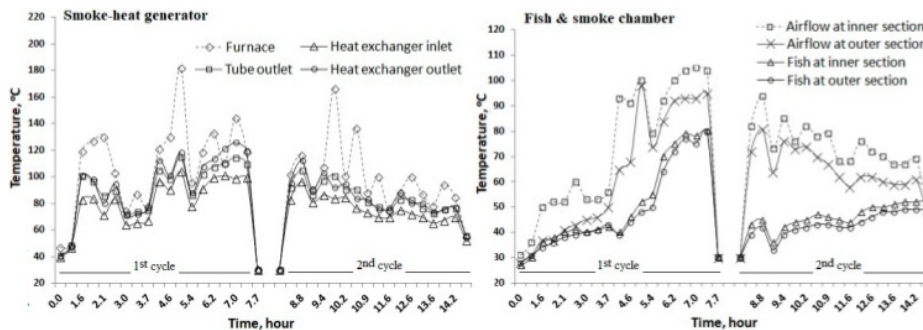 Smoke-heat generator
Furnace
Heat exchanger inlet
Tube outlet
Heat exchanger outlet
Temperature, °C
220
200
180
160
140
120
100
80
60
40
20
1st cycle
2nd cycle
0.0 1.6 2.1 3.0 3.7 4.6 5.4 6.1 7.0 7.7 8.8 9.4 10.2 10.9 11.6 12.6 13.2 14.2
Time, hour
Fish & smoke chamber
Airflow at inner section
Airflow at outer section
Fish at inner section
Fish at outer section
Temperature, °C
120
110
100
90
80
70
60
50
40
30
20
1st cycle
2nd cycle
0.0 1.6 2.1 3.0 3.7 4.6 5.4 6.1 7.0 7.7 8.8 9.4 10.2 10.9 11.6 12.6 13.2 14.2
Time, hour